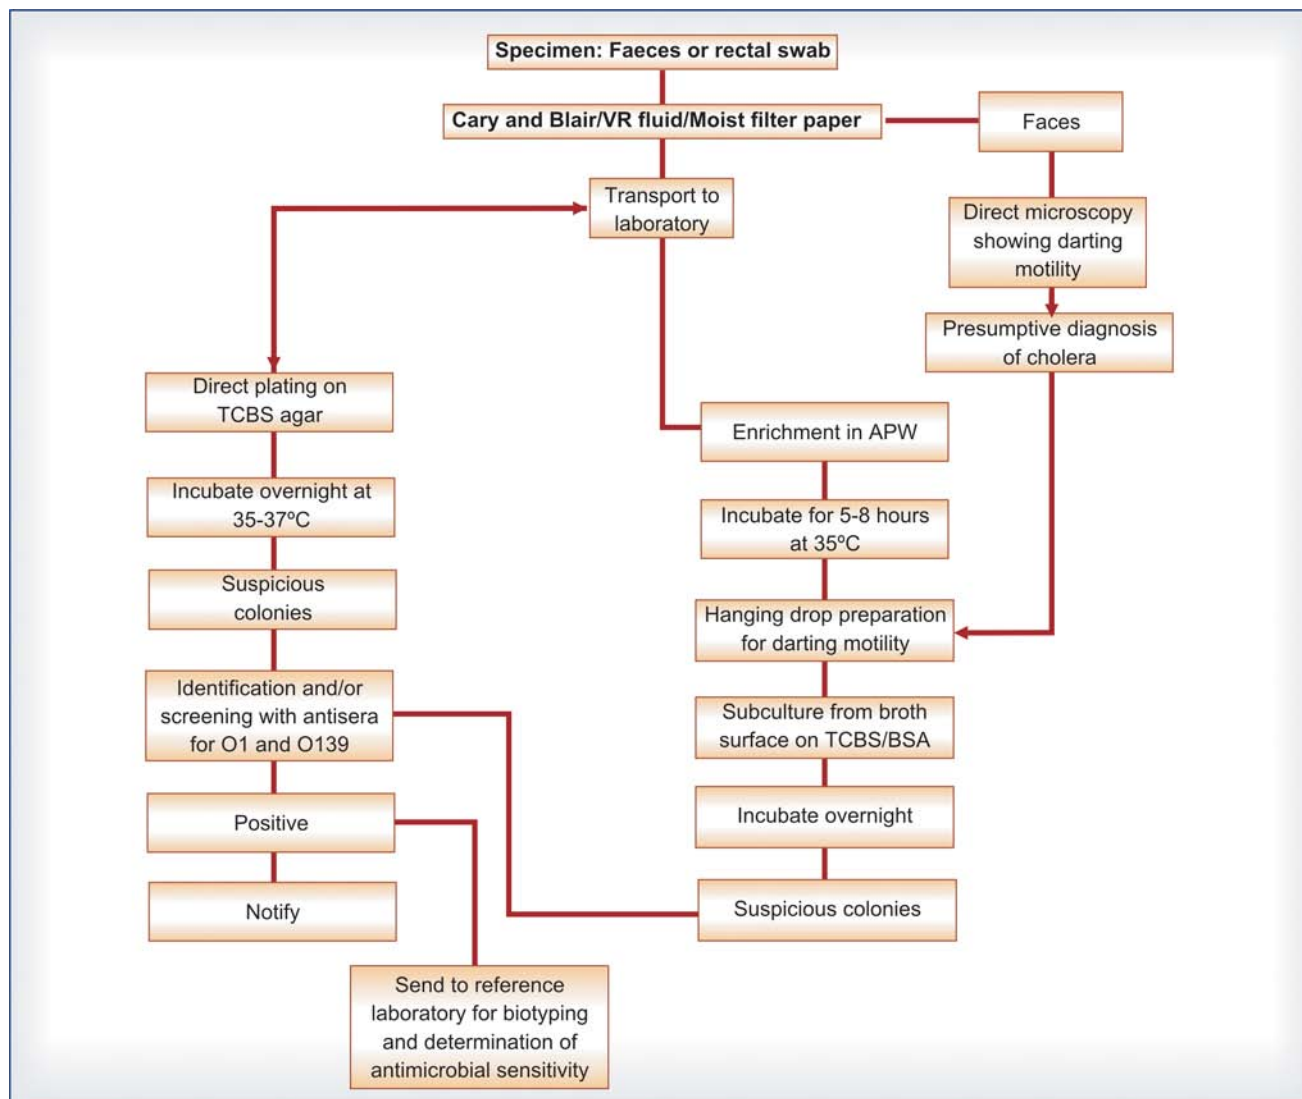 Specimen: Faeces or rectal swab
Cary and Blair/VR fluid/Moist filter paper
Faces
Transport to
laboratory
Direct microscopy
showing darting
motility
Presumptive diagnosis
of cholera
Direct plating on
TCBS agar
Incubate overnight at
35-37ºC
Suspicious
colonies
Identification and/or
screening with antisera
for O1 and O139
Positive
Notify
Send to reference
laboratory for biotyping
and determination of
antimicrobial sensitivity
Enrichment in APW
Incubate for 5-8 hours
at 35ºC
Hanging drop preparation
for darting motility
Subculture from broth
surface on TCBS/BSA
Incubate overnight
Suspicious colonies